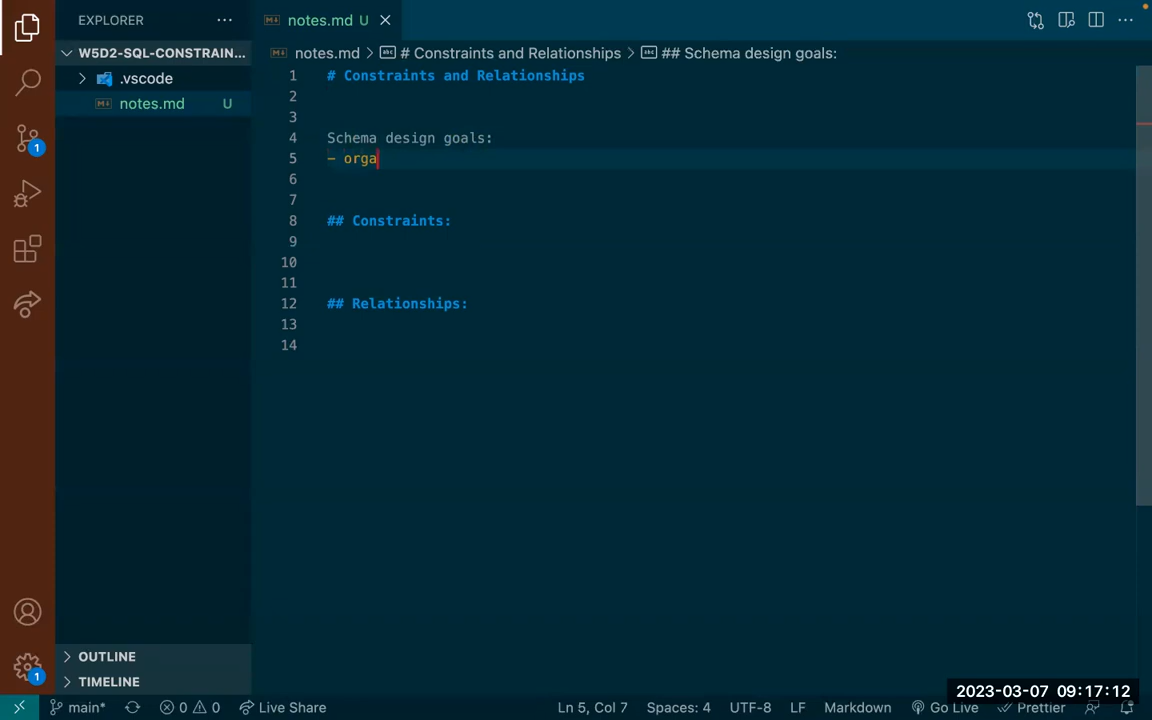 EXPLORER
notes.md U
W5D2-SQL-CONSTRAIN...
notes.md > # Constraints and Relationships > ## Schema design goals:
.vscode
notes.md U
1 # Constraints and Relationships
2
3
4 Schema design goals:
5 - orga
6
7
8 ## Constraints:
9
10
11
12 ## Relationships:
13
14
1
OUTLINE
TIMELINE
1
2023-03-07 09:17:12
main* 0 0 Live Share Ln 5, Col 7 Spaces: 4 UTF-8 LF Markdown Go Live Prettier